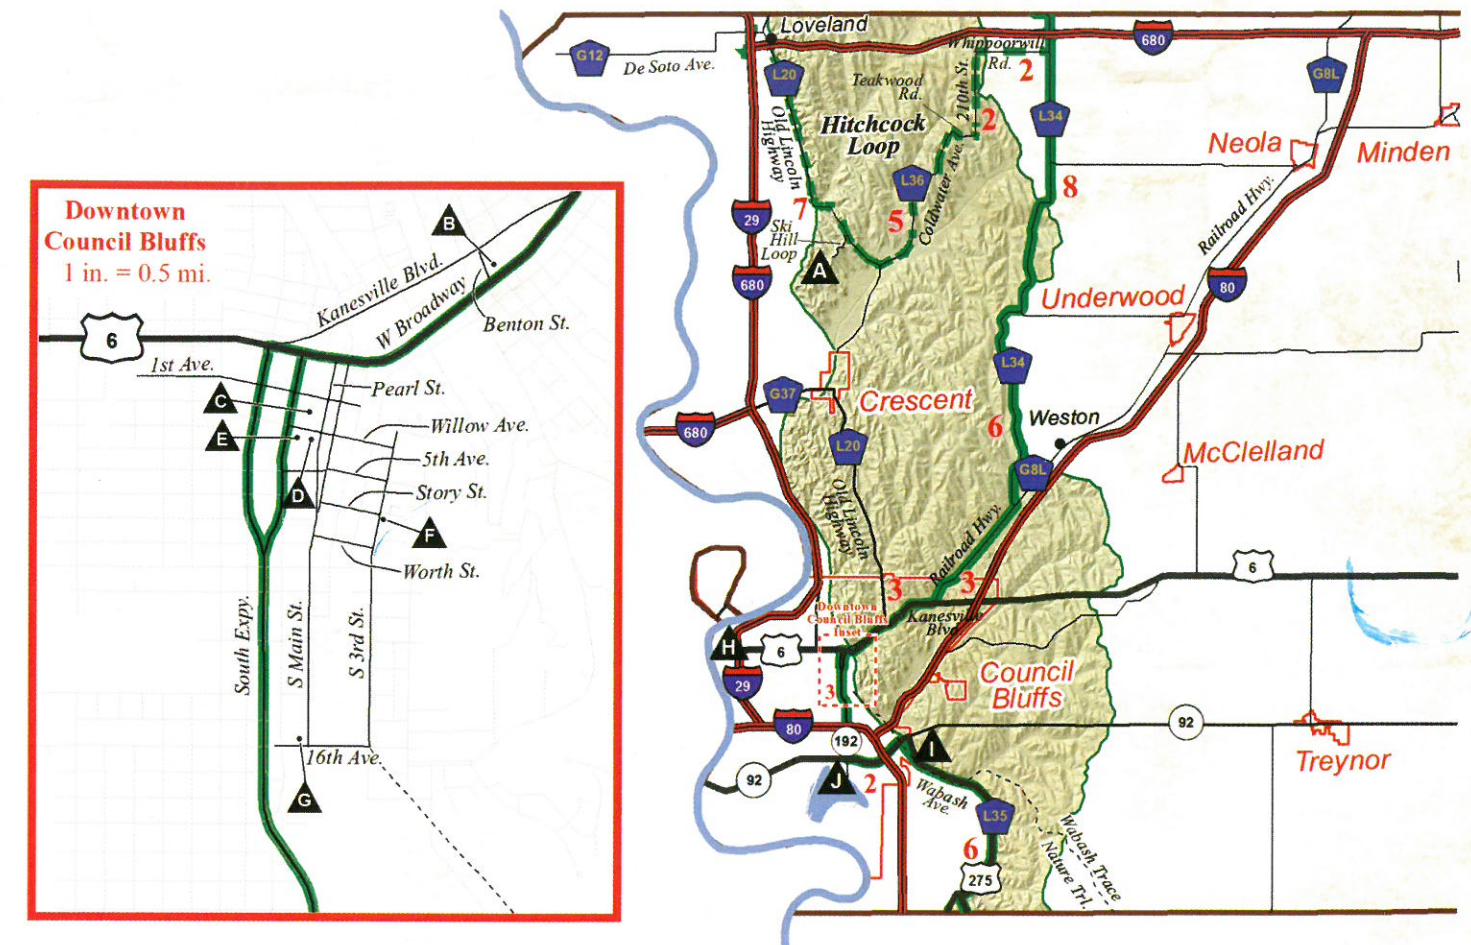 Loveland
680
Whippoorwill
Rd.
2
G12
De Soto Ave.
L20
Teakwood
Rd.
210th St.
2
G8L
L34
Hitchcock
Loop
Old Lincoln
Highway
Neola
Minden
L36
8
Coldwater Ave.
5
7
29
Ski
Hill
Loop
A
680
Railroad Hwy.
80
Underwood
L34
G37
Crescent
680
L20
6
Weston
McClelland
G8L
Old Lincoln
Highway
Railroad Hwy.
3
3
6
Downtown
Council Bluffs
Inset
Kanesville
Blvd.
H
6
29
3
Council
Bluffs
80
192
92
I
Treynor
92
J
2
Wabash
Ave.
L35
6
275
Wabash Trace
Nature Trl.
Downtown
Council Bluffs
1 in. = 0.5 mi.
B
Kanesville Blvd.
W Broadway
Benton St.
6
1st Ave.
Pearl St.
C
Willow Ave.
E
5th Ave.
D
Story St.
F
Worth St.
South Expy.
S Main St.
S 3rd St.
16th Ave.
G